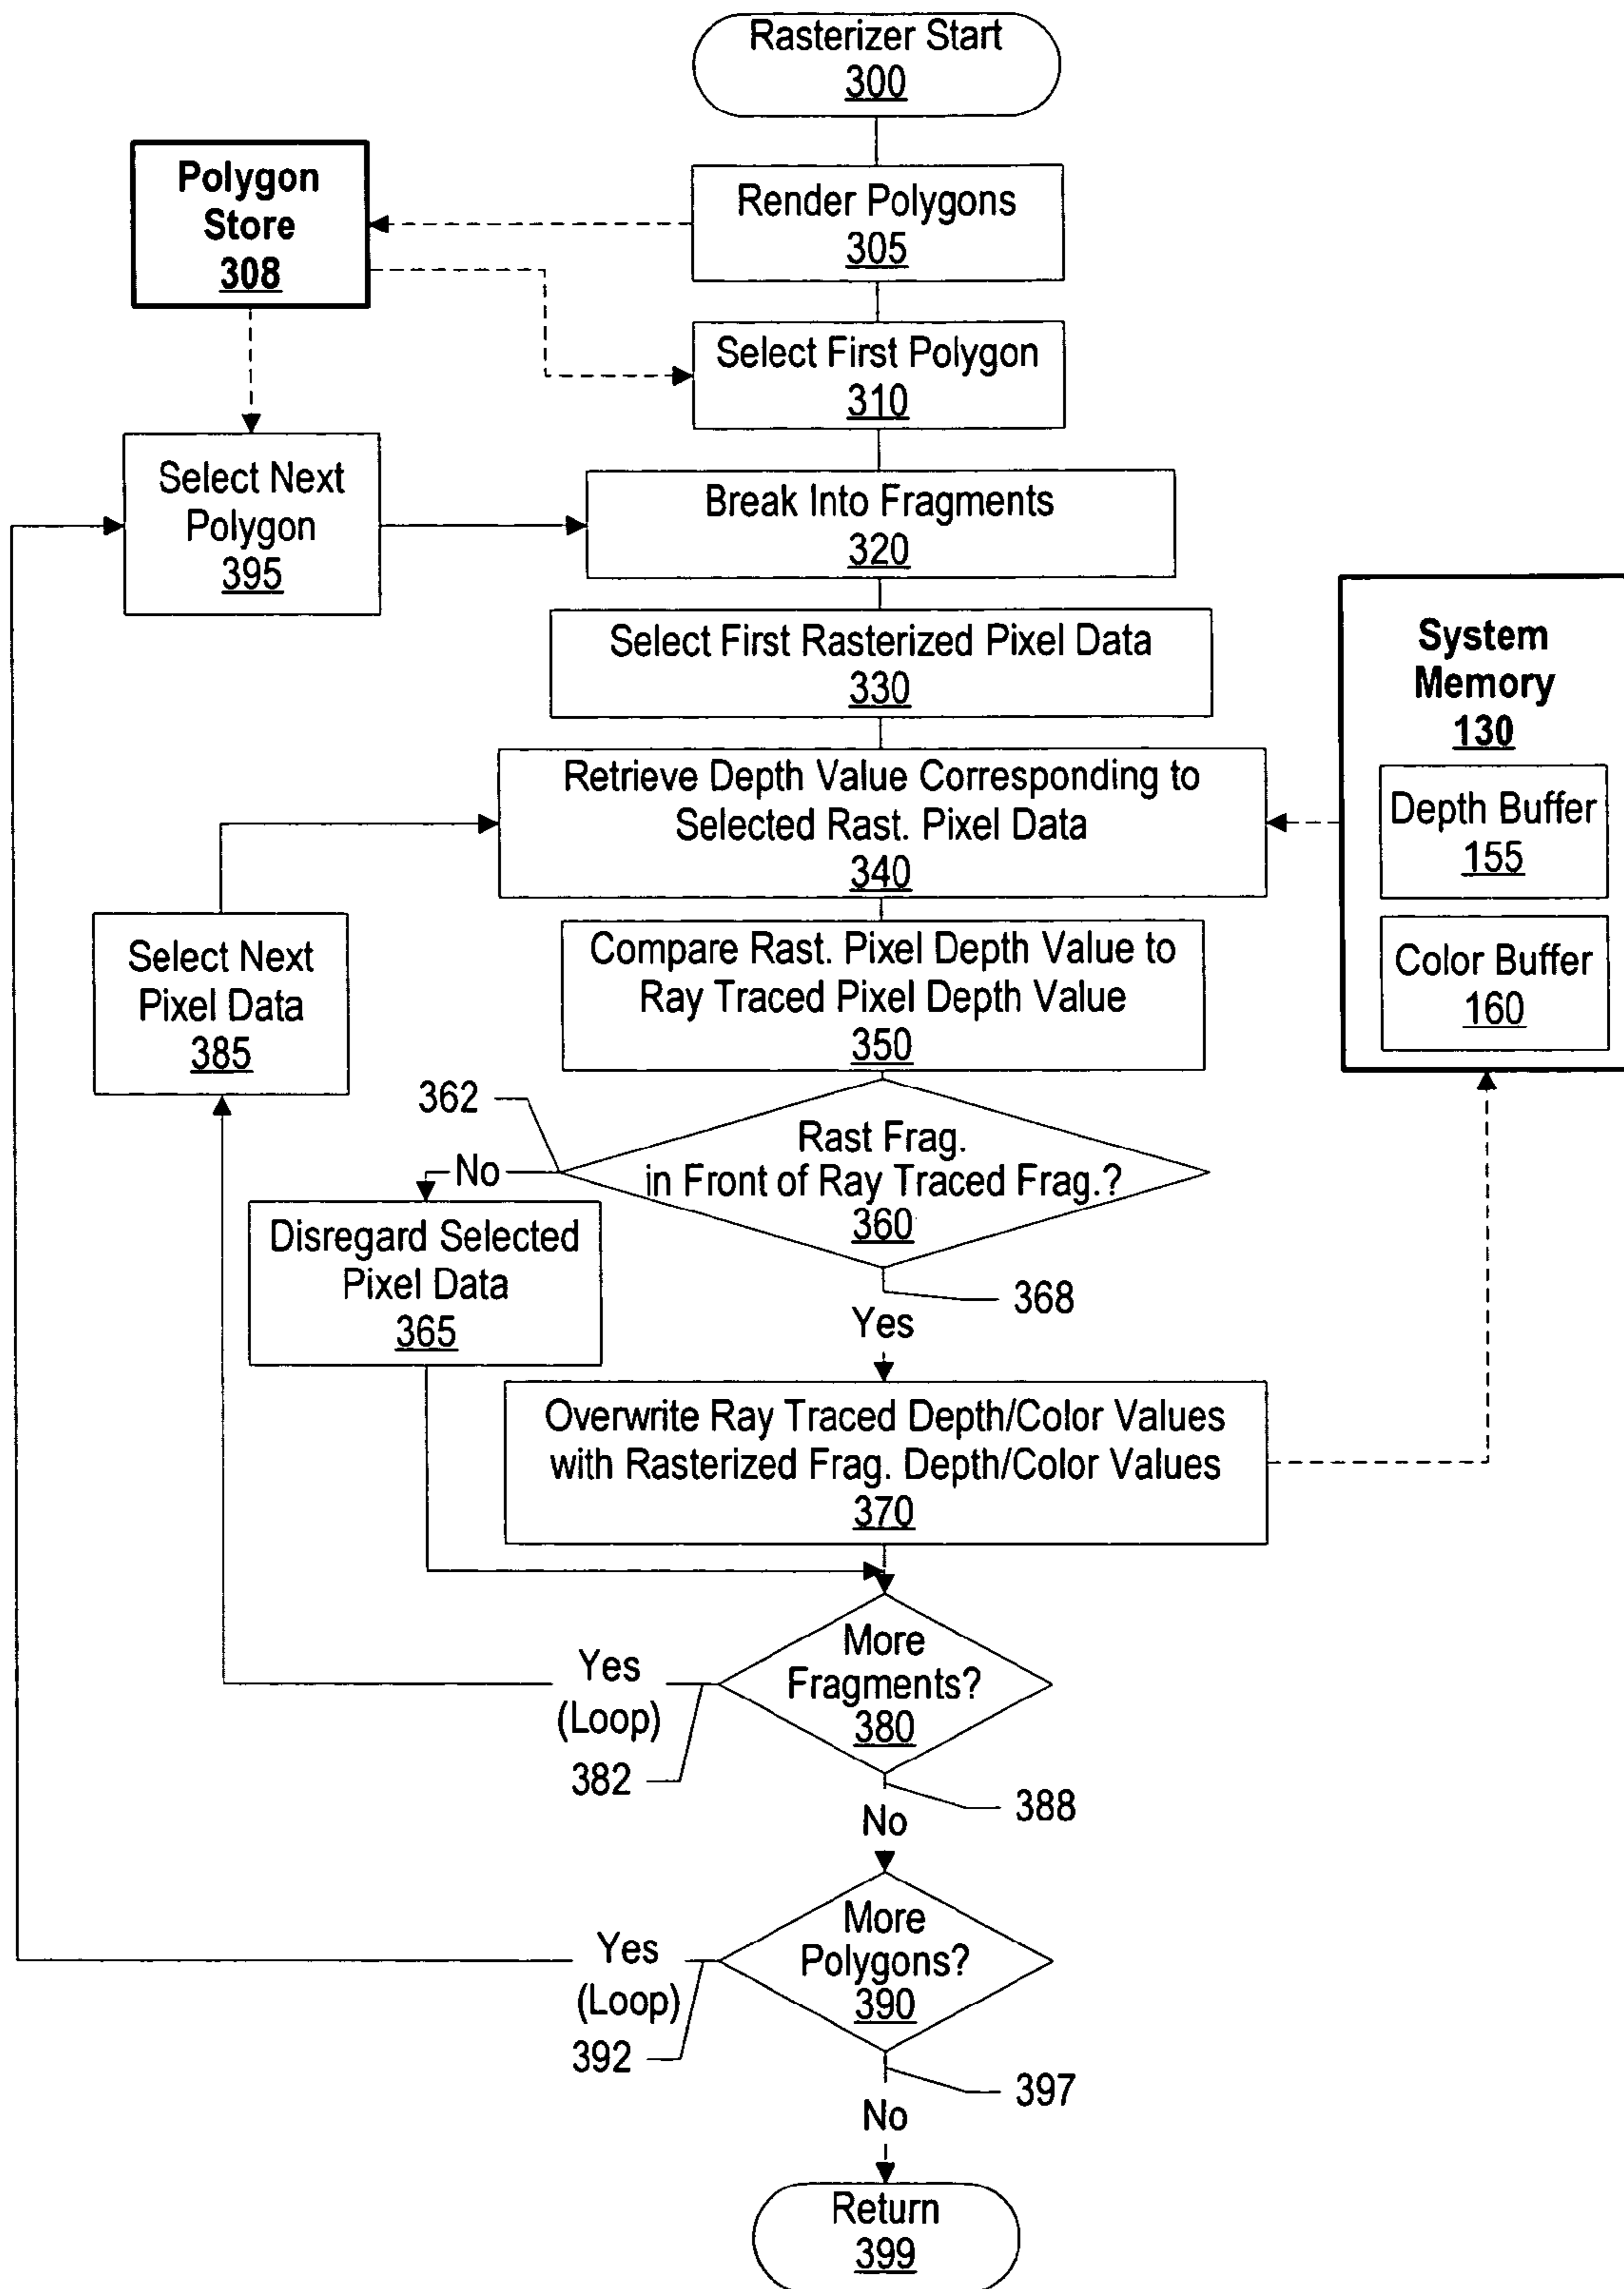 Rasterizer Start
300
Polygon
Store
308
Render Polygons
305
Select First Polygon
310
Select Next
Polygon
395
Break Into Fragments
320
Select First Rasterized Pixel Data
330
System
Memory
130
Depth Buffer
155
Color Buffer
160
Retrieve Depth Value Corresponding to
Selected Rast. Pixel Data
340
Select Next
Pixel Data
385
Compare Rast. Pixel Depth Value to
Ray Traced Pixel Depth Value
350
362
Rast Frag.
in Front of Ray Traced Frag.?
360
No
Disregard Selected
Pixel Data
365
368
Yes
Overwrite Ray Traced Depth/Color Values
with Rasterized Frag. Depth/Color Values
370
More
Fragments?
380
Yes
(Loop)
382
388
No
More
Polygons?
390
Yes
(Loop)
392
397
No
Return
399